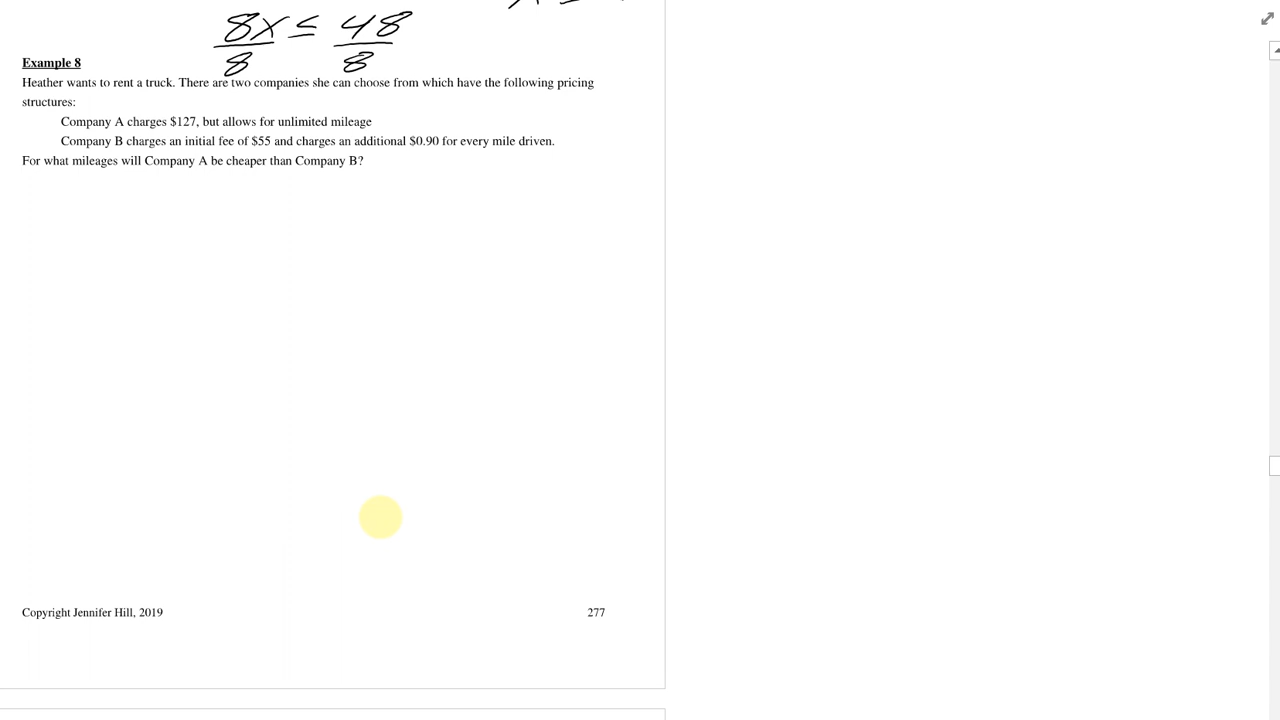 8x ≤ 48
8 8
Example 8
Heather wants to rent a truck. There are two companies she can choose from which have the following pricing
structures:
Company A charges $127, but allows for unlimited mileage
Company B charges an initial fee of $55 and charges an additional $0.90 for every mile driven.
For what mileages will Company A be cheaper than Company B?
Copyright Jennifer Hill, 2019
277